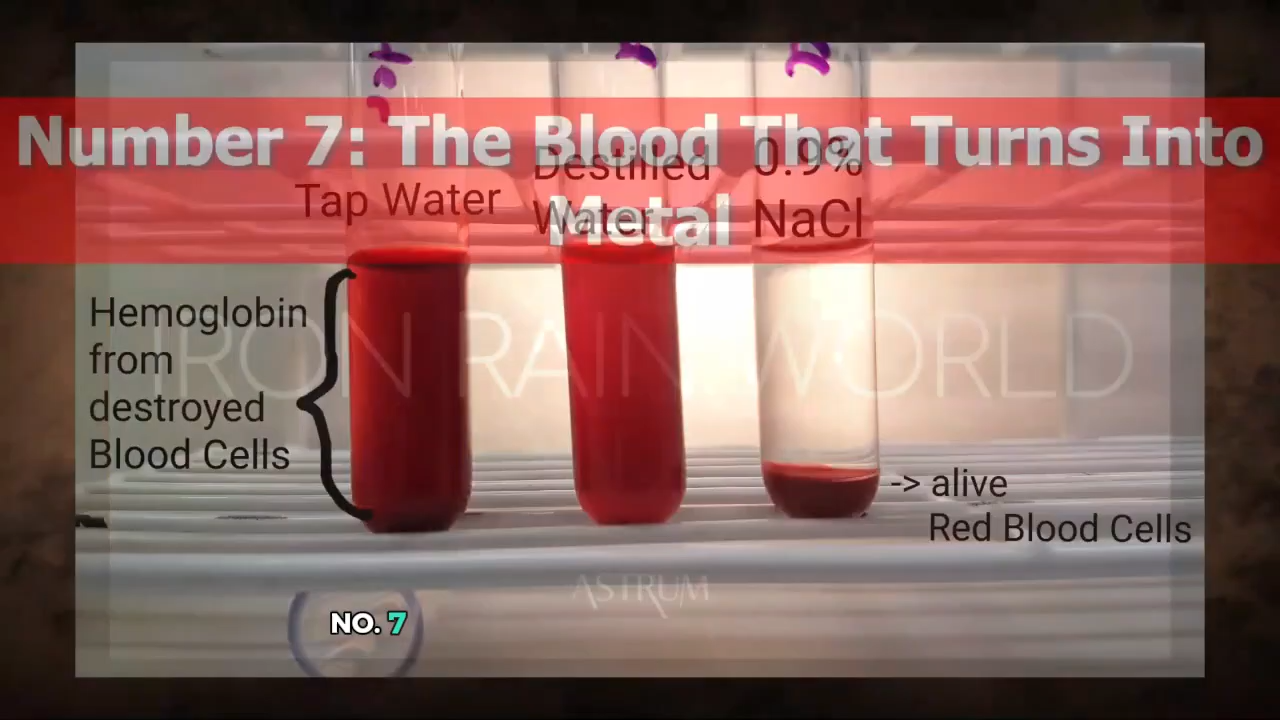 Number 7: The Blood That Turns Into
Metal
Tap Water
Destilled
Water
0.9%
NaCl
Hemoglobin
from
destroyed
Blood Cells
IRON RAIN WORLD
-> alive
Red Blood Cells
ASTRUM
NO. 7